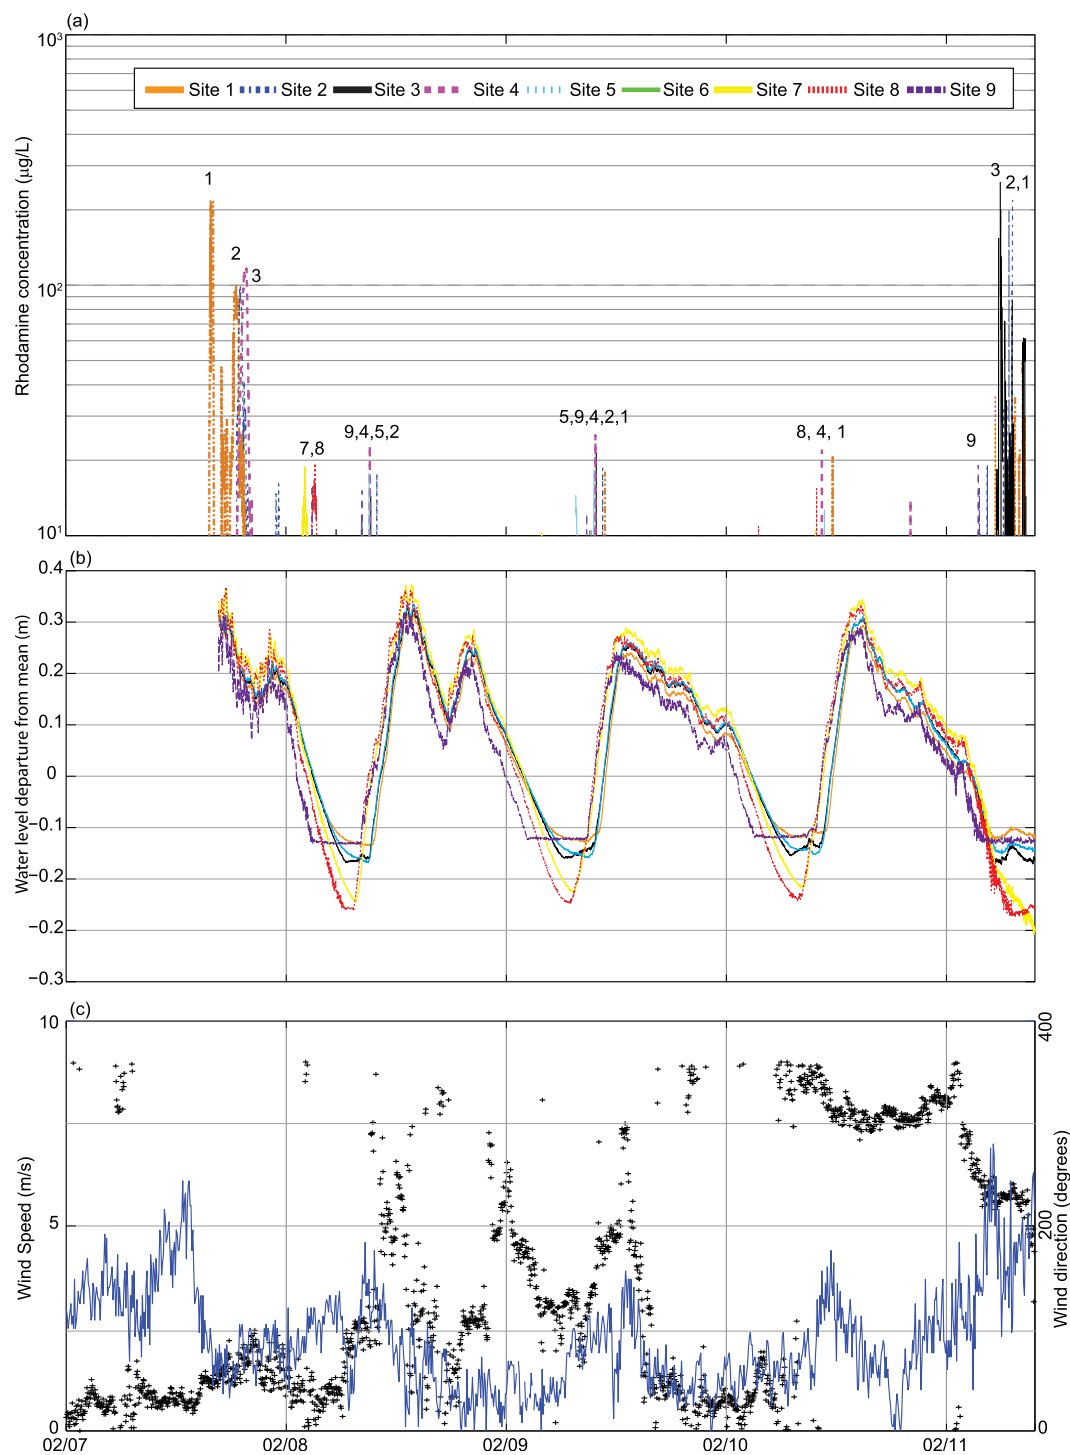 (a)
10³
Site 1 Site 2 Site 3 Site 4 Site 5 Site 6 Site 7 Site 8 Site 9
Rhodamine concentration (µg/L)
1
3
2,1
2
3
10²
5,9,4,2,1
9,4,5,2
8, 4, 1
7,8
9
10¹
(b)
0.4
0.3
0.2
0.1
0
−0.1
−0.2
−0.2
−0.3
Water level departure from mean (m)
(c)
10
400
5
200
0
0
Wind Speed (m/s)
Wind direction (degrees)
02/07 02/08 02/09 02/10 02/11